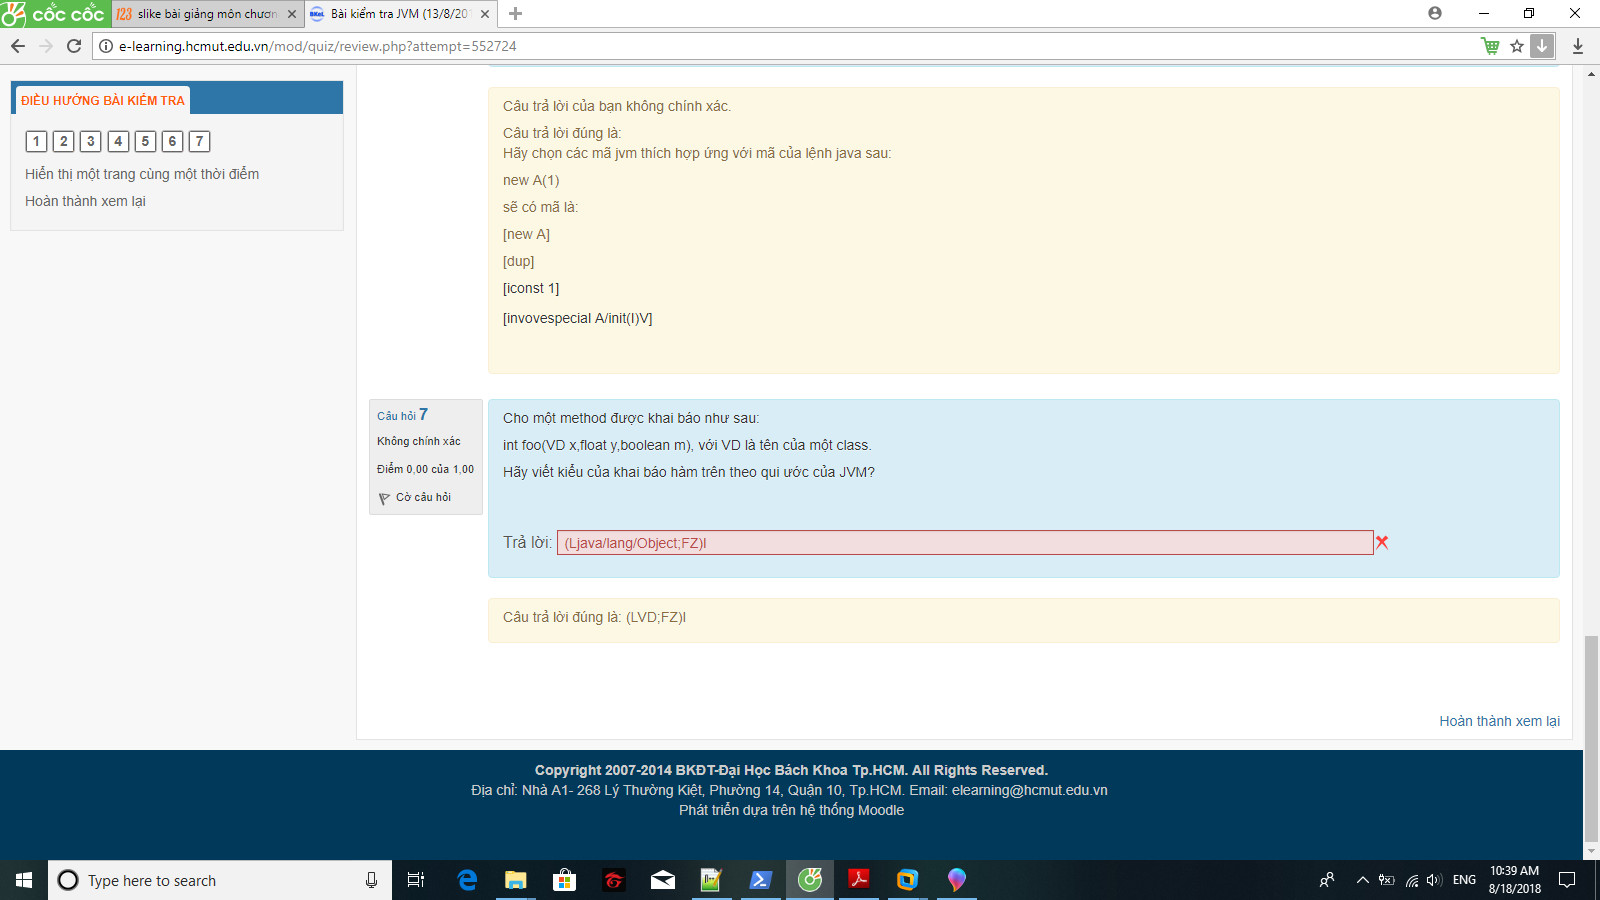 cốc cốc
123 slike bài giảng môn chươn
BKeL Bài kiểm tra JVM (13/8/201
e-learning.hcmut.edu.vn/mod/quiz/review.php?attempt=552724
ĐIỀU HƯỚNG BÀI KIỂM TRA
1 2 3 4 5 6 7
Hiển thị một trang cùng một thời điểm
Hoàn thành xem lại
Câu trả lời của bạn không chính xác.
Câu trả lời đúng là:
Hãy chọn các mã jvm thích hợp ứng với mã của lệnh java sau:
new A(1)
sẽ có mã là:
[new A]
[dup]
[iconst 1]
[invovespecial A/init(I)V]
Câu hỏi 7
Không chính xác
Điểm 0,00 của 1,00
Cờ câu hỏi
Cho một method được khai báo như sau:
int foo(VD x,float y,boolean m), với VD là tên của một class.
Hãy viết kiểu của khai báo hàm trên theo qui ước của JVM?
Trả lời: (Ljava/lang/Object;FZ)I
Câu trả lời đúng là: (LVD;FZ)I
Hoàn thành xem lại
Copyright 2007-2014 BKĐT-Đại Học Bách Khoa Tp.HCM. All Rights Reserved.
Địa chỉ: Nhà A1- 268 Lý Thường Kiệt, Phường 14, Quận 10, Tp.HCM. Email: elearning@hcmut.edu.vn
Phát triển dựa trên hệ thống Moodle
Type here to search
ENG
10:39 AM
8/18/2018